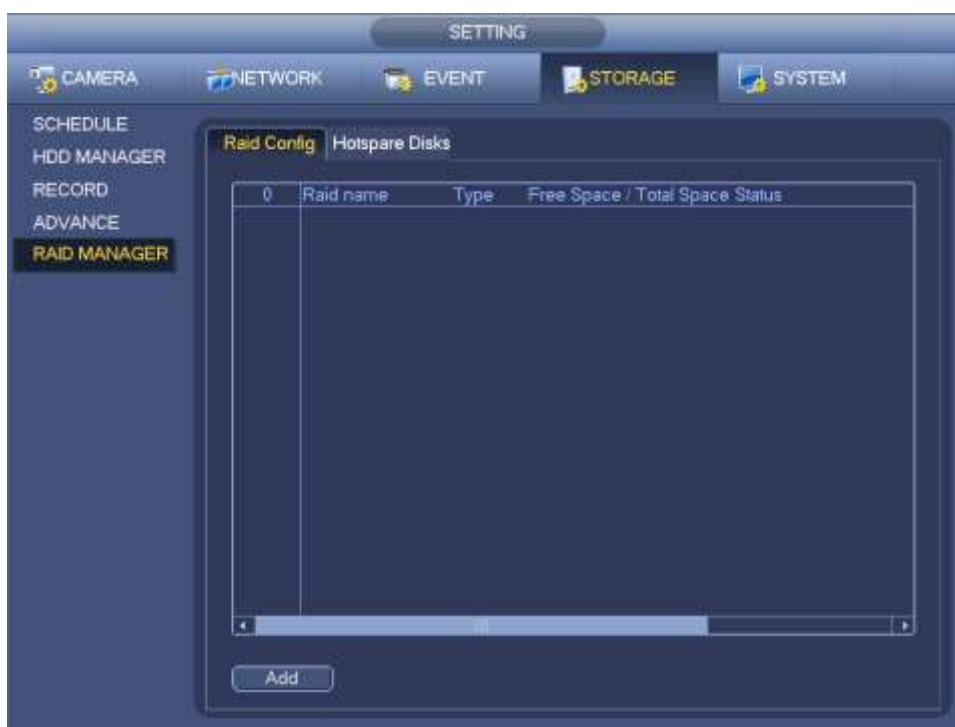 SETTING
CAMERA NETWORK EVENT STORAGE SYSTEM
SCHEDULE
HDD MANAGER
RECORD
ADVANCE
RAID MANAGER
Raid Config Hotspare Disks
0 Raid name Type Free Space / Total Space Status
Add